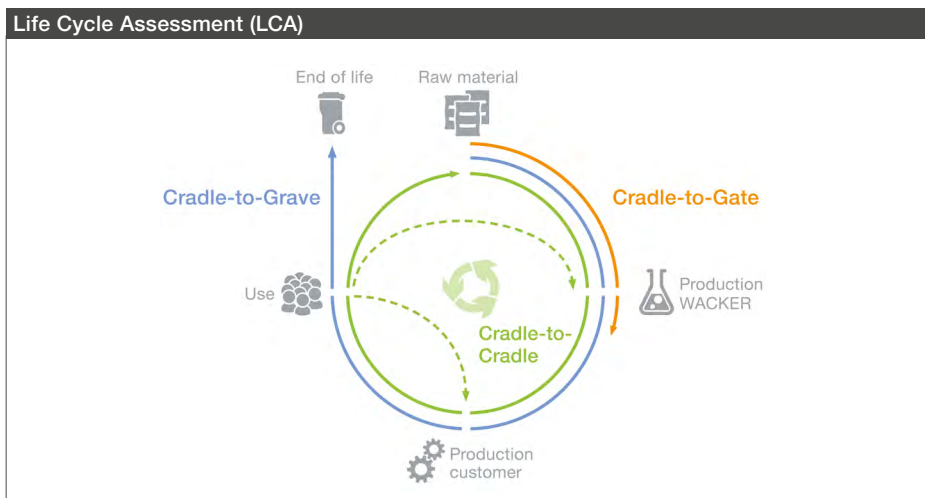 Life Cycle Assessment (LCA)
End of life
Raw material
Cradle-to-Grave
Cradle-to-Gate
Use
Production
WACKER
Cradle-to-
Cradle
Production
customer